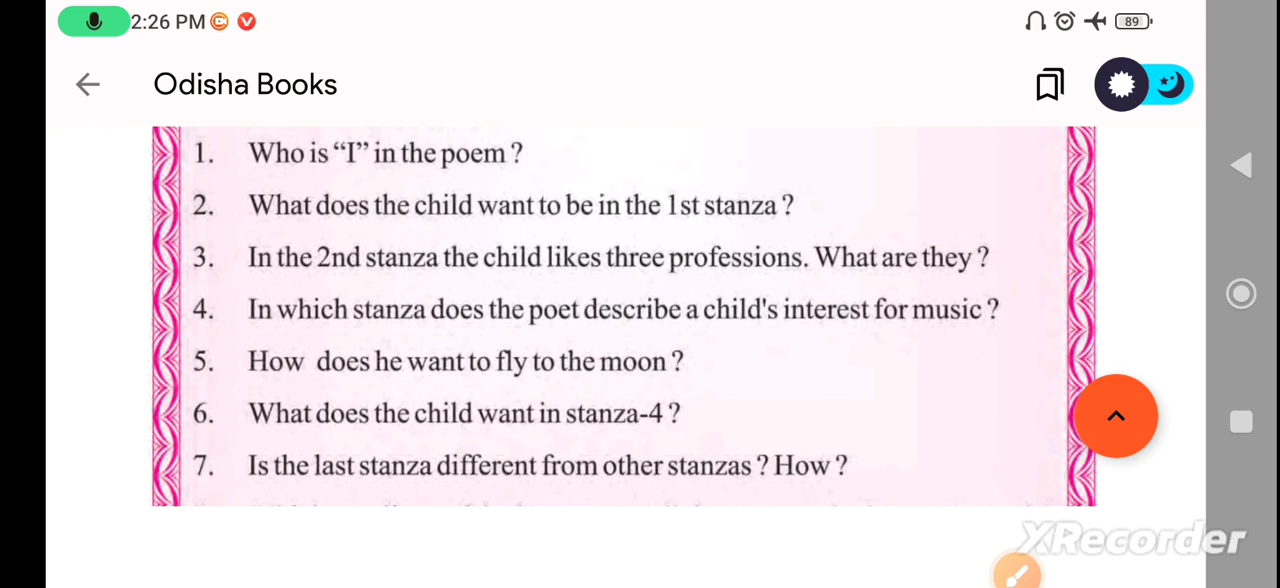 2:26 PM
89
Odisha Books
1. Who is “I” in the poem ?
2. What does the child want to be in the 1st stanza ?
3. In the 2nd stanza the child likes three professions. What are they ?
4. In which stanza does the poet describe a child's interest for music ?
5. How does he want to fly to the moon ?
6. What does the child want in stanza-4 ?
7. Is the last stanza different from other stanzas ? How ?
XRecorder